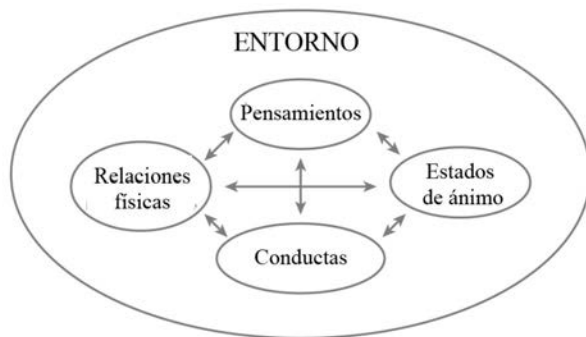 ENTORNO
Pensamientos
Relaciones
físicas
Estados
de ánimo
Conductas